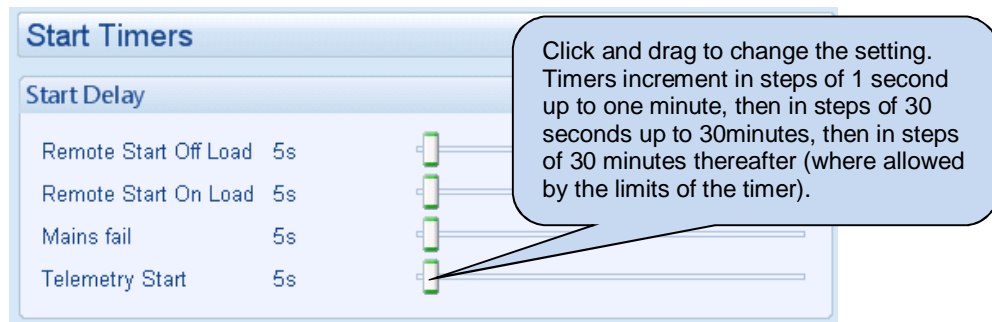 Start Timers
Start Delay
Remote Start Off Load 5s
Remote Start On Load 5s
Mains fail 5s
Telemetry Start 5s
Click and drag to change the setting.
Timers increment in steps of 1 second
up to one minute, then in steps of 30
seconds up to 30minutes, then in steps
of 30 minutes thereafter (where allowed
by the limits of the timer).